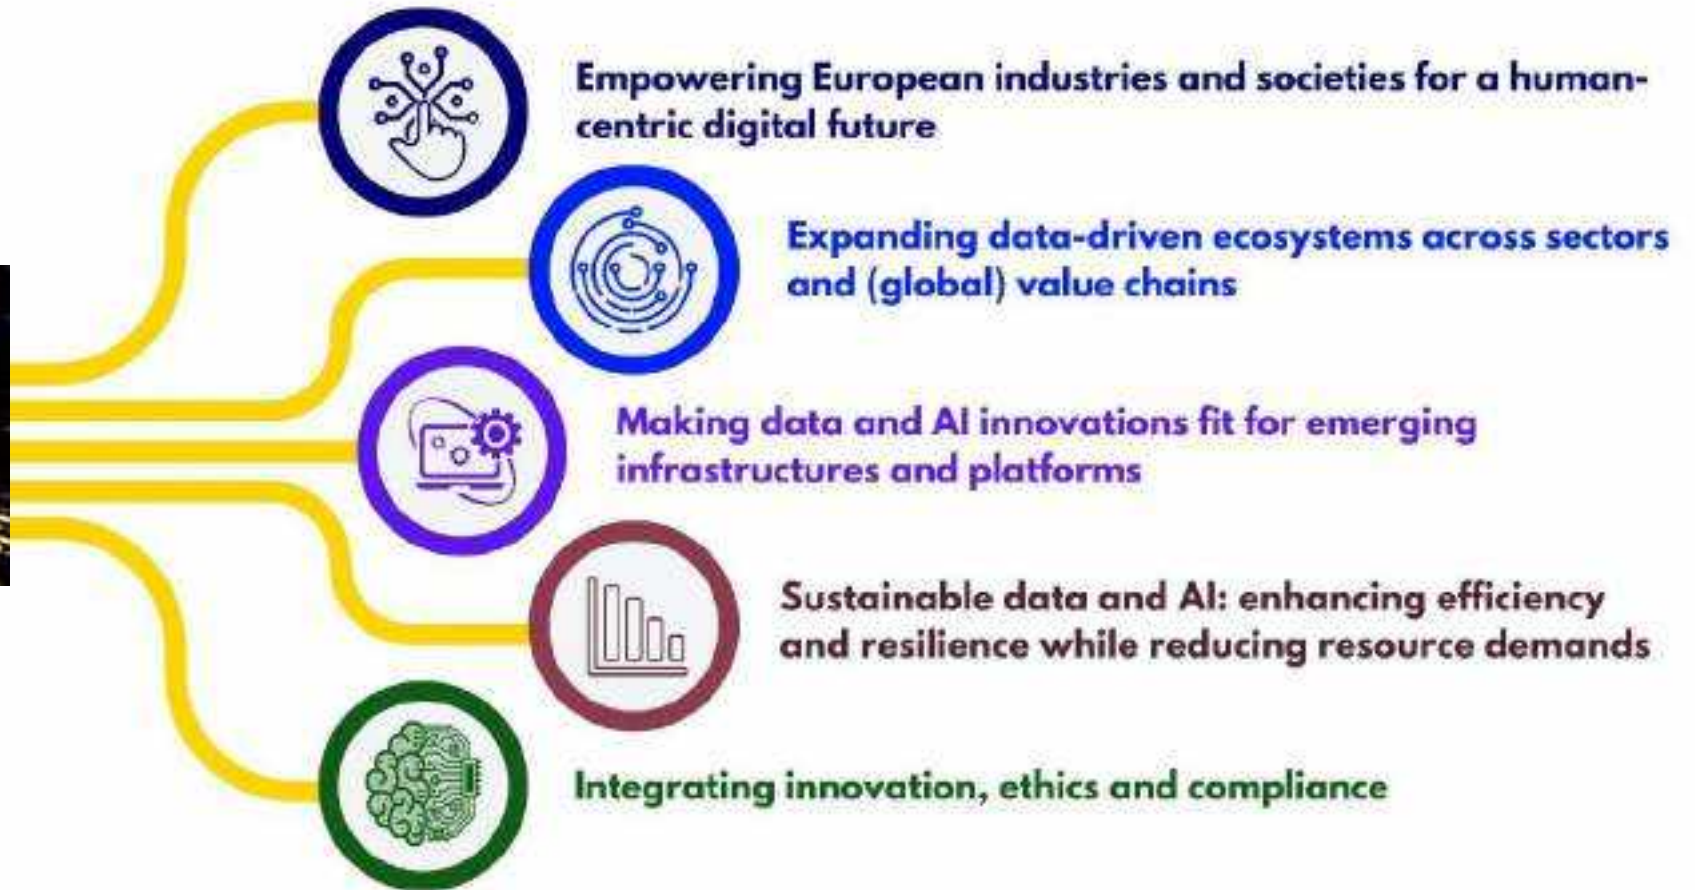 Empowering European industries and societies for a human-
centric digital future
Expanding data-driven ecosystems across sectors
and (global) value chains
Making data and AI innovations fit for emerging
infrastructures and platforms
Sustainable data and AI: enhancing efficiency
and resilience while reducing resource demands
Integrating innovation, ethics and compliance